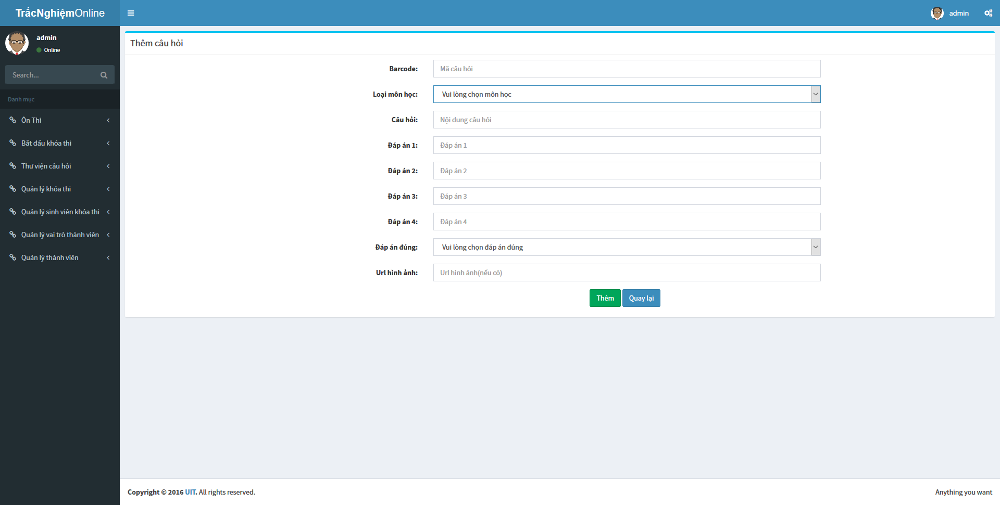 TrắcNghiệmOnline
admin
admin
Online
Search...
Danh mục
Ôn Thi
Bắt đầu khóa thi
Thư viện câu hỏi
Quản lý khóa thi
Quản lý sinh viên khóa thi
Quản lý vai trò thành viên
Quản lý thành viên
Thêm câu hỏi
Barcode: Mã câu hỏi
Loại môn học: Vui lòng chọn môn học
Câu hỏi: Nội dung câu hỏi
Đáp án 1: Đáp án 1
Đáp án 2: Đáp án 2
Đáp án 3: Đáp án 3
Đáp án 4: Đáp án 4
Đáp án đúng: Vui lòng chọn đáp án đúng
Url hình ảnh: Url hình ảnh(nếu có)
Thêm Quay lại
Copyright © 2016 UIT. All rights reserved. Anything you want